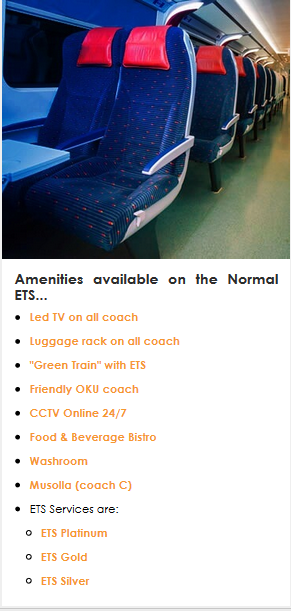 Amenities available on the Normal
ETS...
Led TV on all coach
Luggage rack on all coach
"Green Train" with ETS
Friendly OKU coach
CCTV Online 24/7
Food & Beverage Bistro
Washroom
Musolla (coach C)
ETS Services are:
ETS Platinum
ETS Gold
ETS Silver